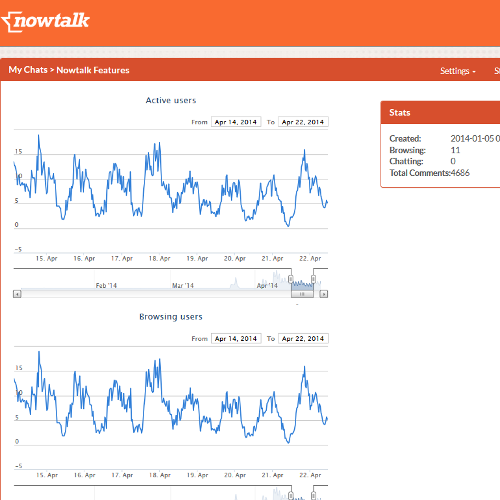 nowtalk
My Chats > Nowtalk Features
Settings
Active users
From Apr 14, 2014 To Apr 22, 2014
10
5
0
-5
15. Apr 16. Apr 17. Apr 18. Apr 19. Apr 20. Apr 21. Apr 22. Apr
Feb '14 Mar '14 Apr '14
Browsing users
From Apr 14, 2014 To Apr 22, 2014
10
5
0
-5
15. Apr 16. Apr 17. Apr 18. Apr 19. Apr 20. Apr 21. Apr 22. Apr
Stats
Created: 2014-01-05 0
Browsing: 11
Chatting: 0
Total Comments:4686